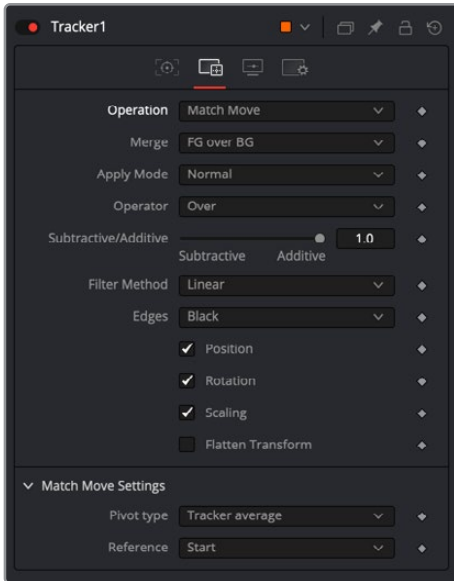 Tracker1
Operation Match Move
Merge FG over BG
Apply Mode Normal
Operator Over
Subtractive/Additive 1.0
Subtractive Additive
Filter Method Linear
Edges Black
Position
Rotation
Scaling
Flatten Transform
Match Move Settings
Pivot type Tracker average
Reference Start